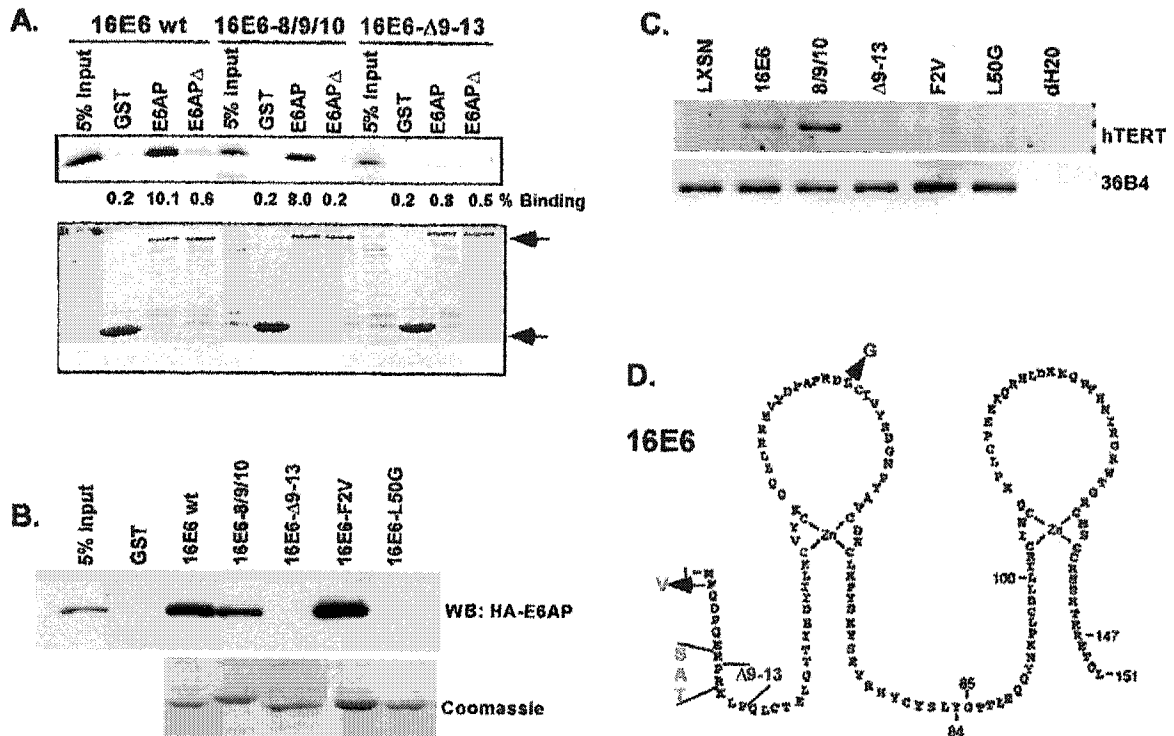 A.
16E6 wt 16E6-8/9/10 16E6-Δ9-13
5% Input GST E6AP E6APΔ 5% Input GST E6AP E6APΔ 5% Input GST E6AP E6APΔ
0.2 10.1 0.6 0.2 8.0 0.2 0.2 0.8 0.5 % Binding
B.
5% Input GST 16E6 wt 16E6-8/9/10 16E6-Δ9-13 16E6-F2V 16E6-L50G
WB: HA-E6AP
Coomassie
C.
LXSN 16E6 8/9/10 Δ9-13 F2V L50G dH20
hTERT
36B4
D.
16E6
G
Zn
Zn
V
1
S
A
T
Δ9-13
84
85
100
147
151